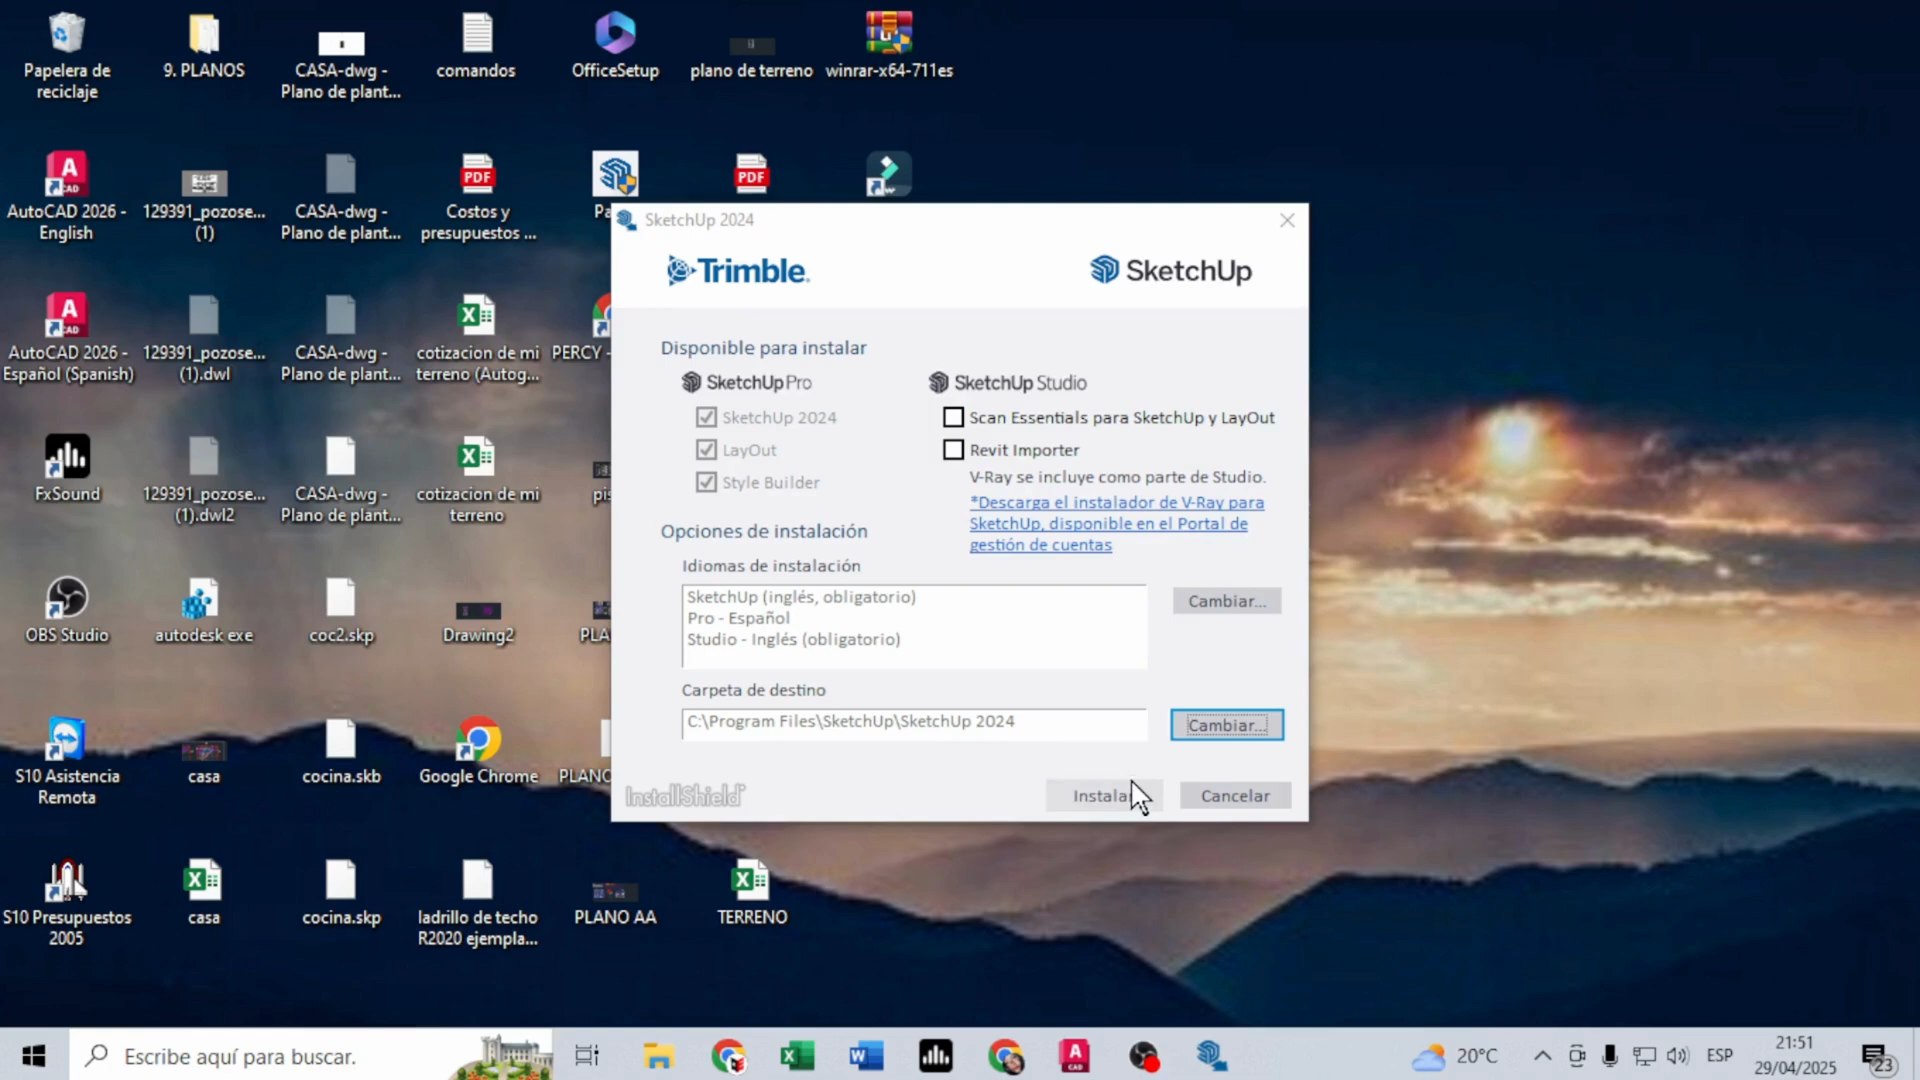 Papelera de
reciclaje
9. PLANOS
CASA-dwg -
Plano de plant...
comandos
OfficeSetup
plano de terreno
winrar-x64-711es
AutoCAD 2026 -
English
129391_pozose...
(1)
CASA-dwg -
Plano de plant...
PDF
Costos y
presupuestos ...
Pa
PDF
AutoCAD 2026 -
Español (Spanish)
129391_pozose...
(1).dwl
CASA-dwg -
Plano de plant...
cotizacion de mi
terreno (Autog...
PERCY -
FxSound
129391_pozose...
(1).dwl2
CASA-dwg -
Plano de plant...
cotizacion de mi
terreno
pis
OBS Studio
autodesk exe
coc2.skp
Drawing2
PLA
S10 Asistencia
Remota
casa
cocina.skb
Google Chrome
PLANO
S10 Presupuestos
2005
casa
cocina.skp
ladrillo de techo
R2020 ejempla...
PLANO AA
TERRENO
SketchUp 2024
Trimble.
SketchUp
Disponible para instalar
SketchUp Pro
SketchUp Studio
SketchUp 2024
Scan Essentials para SketchUp y LayOut
LayOut
Revit Importer
Style Builder
V-Ray se incluye como parte de Studio.
*Descarga el instalador de V-Ray para
SketchUp, disponible en el Portal de
gestión de cuentas
Opciones de instalación
Idiomas de instalación
SketchUp (inglés, obligatorio)
Pro - Español
Studio - Inglés (obligatorio)
Cambiar...
Carpeta de destino
C:\Program Files\SketchUp\SketchUp 2024
Cambiar...
InstallShield
Instalar
Cancelar
Escribe aquí para buscar.
20°C
ESP
21:51
29/04/2025
23